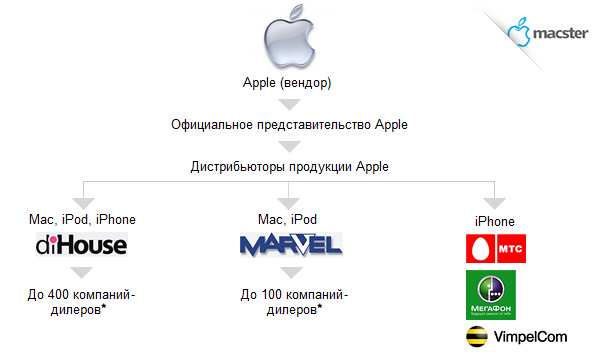 macster
Apple (вендор)
Официальное представительство Apple
Дистрибьюторы продукции Apple
Mac, iPod, iPhone
Mac, iPod
iPhone
diHouse
MARVEL
МТС
До 400 компаний-
дилеров*
До 100 компаний-
дилеров*
МЕГАФОН
VimpelCom